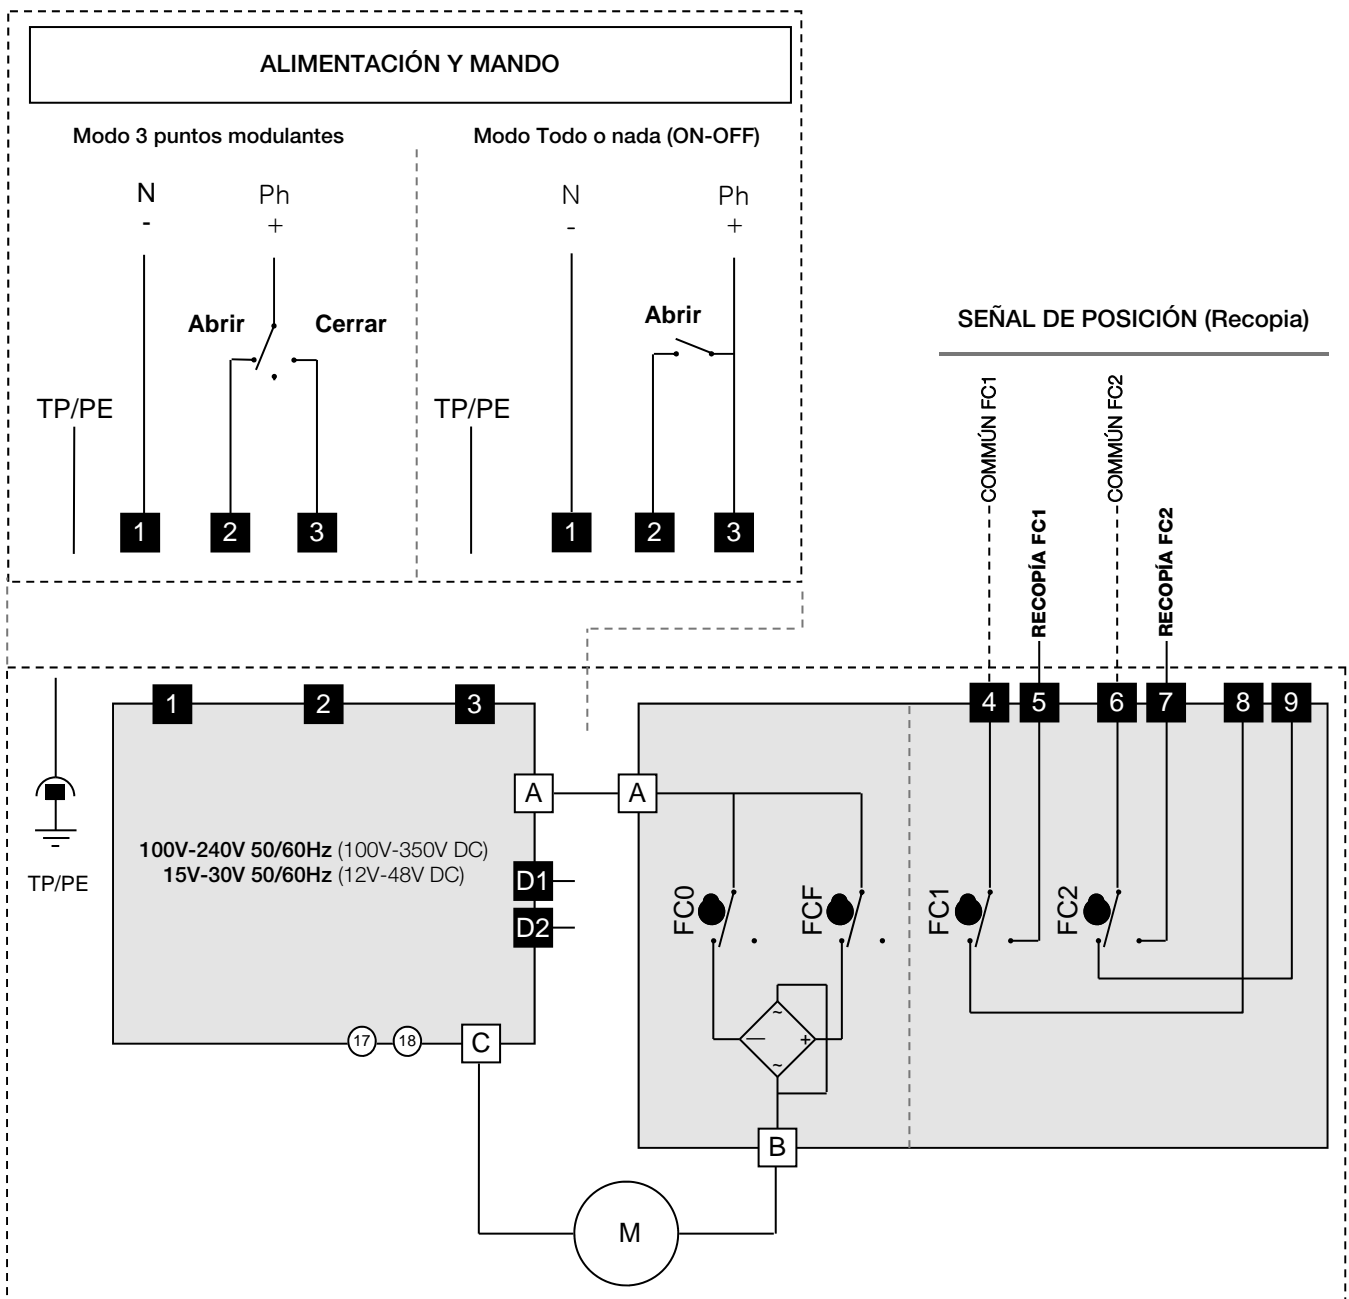 ALIMENTACIÓN Y MANDO
Modo 3 puntos modulantes
Modo Todo o nada (ON-OFF)
N
Ph
N
Ph
-
+
-
+
Abrir
Cerrar
Abrir
TP/PE
TP/PE
1
2
3
1
2
3
SEÑAL DE POSICIÓN (Recopia)
COMMÚN FC1
RECOPÍA FC1
COMMÚN FC2
RECOPÍA FC2
1
2
3
4
5
6
7
8
9
A
A
100V-240V 50/60Hz (100V-350V DC)
15V-30V 50/60Hz (12V-48V DC)
TP/PE
D1
D2
FC0
FCF
FC1
FC2
~
— +
~
17
18
C
B
M